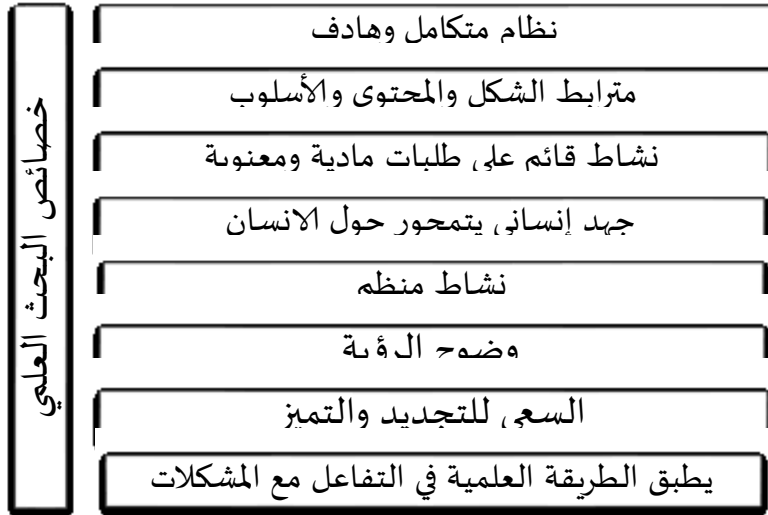 خصائص البحث العلمي
نظام متكامل وهادف
مترابط الشكل والمحتوى والأسلوب
نشاط قائم على طلبات مادية ومعنوية
جهد إنساني يتمحور حول الانسان
نشاط منظم
وضوح الرؤية
السعي للتجديد والتميز
يطبق الطريقة العلمية في التفاعل مع المشكلات